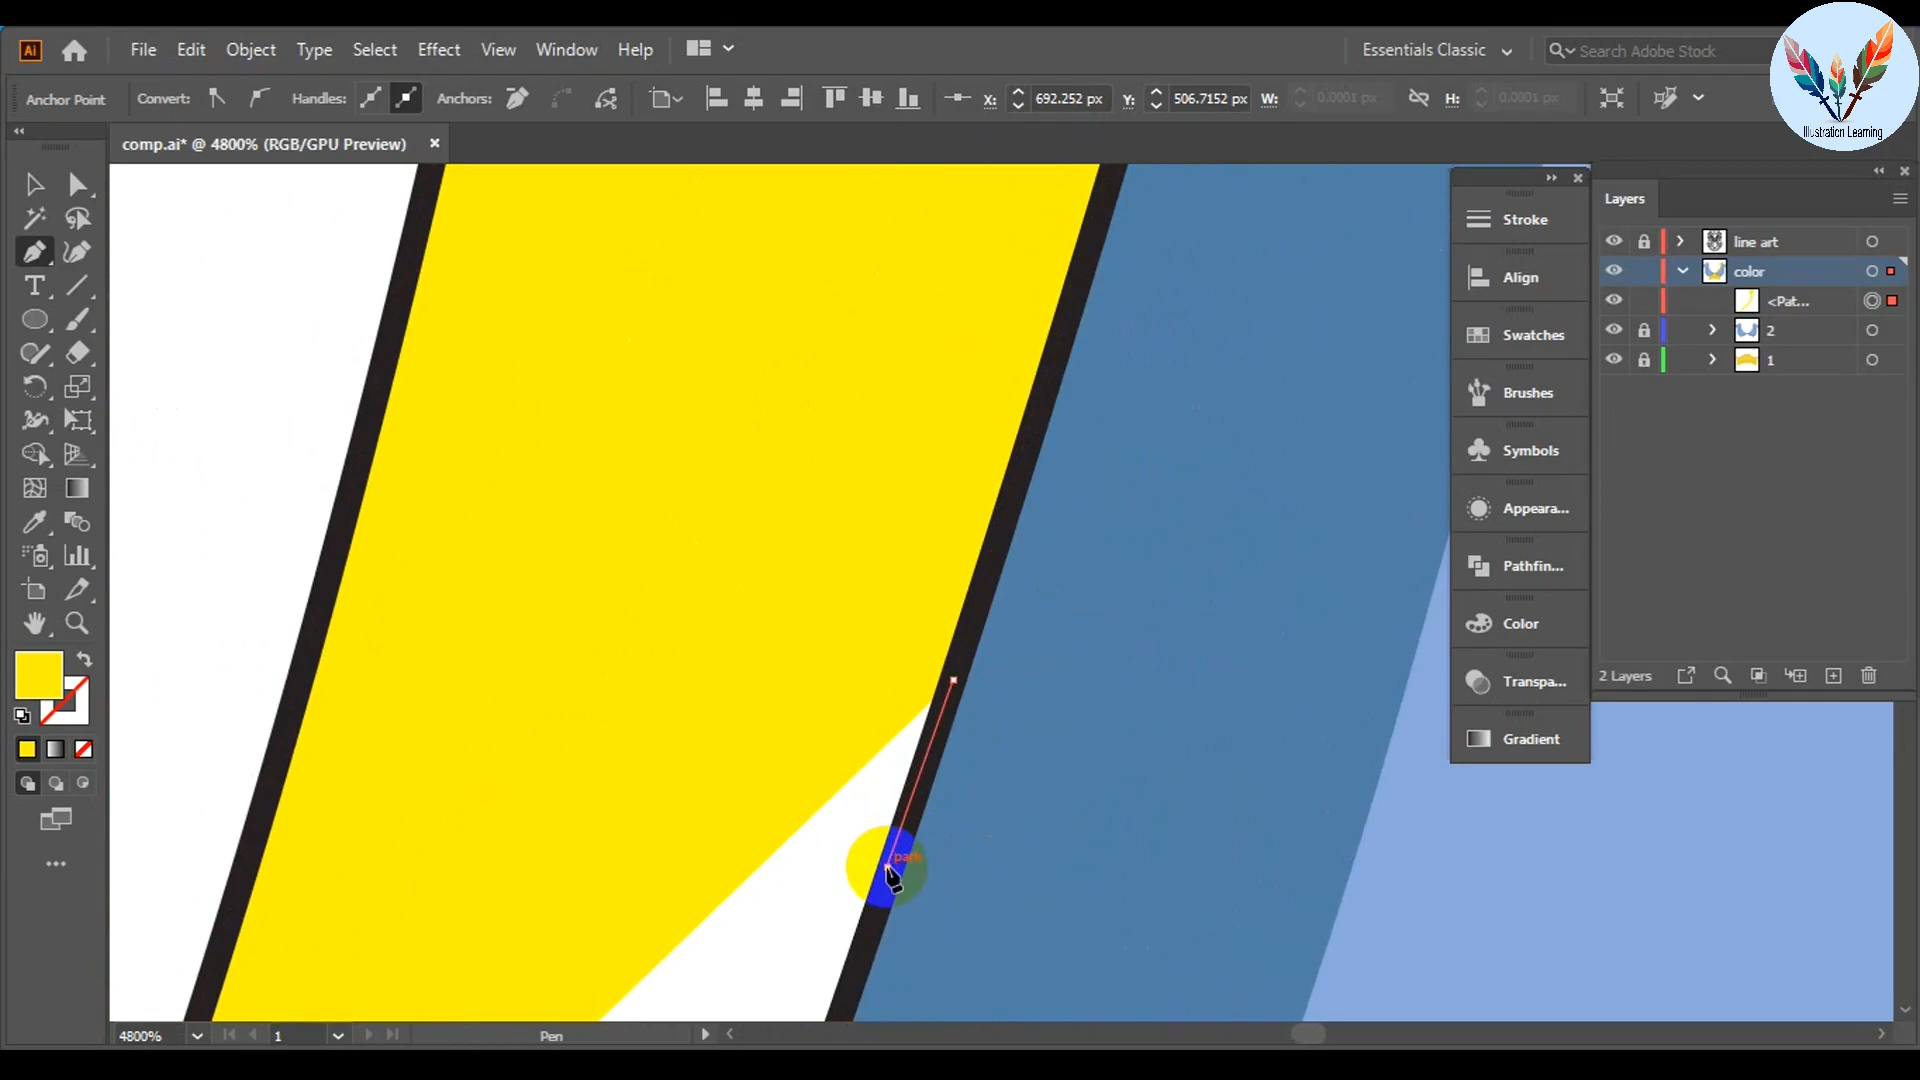 Ai File Edit Object Type Select Effect View Window Help Essentials Classic Search Adobe Stock
Anchor Point Convert: Handles: Anchors: X: 692.252 px Y: 506.7152 px W: 0.0001 px H: 0.0001 px
Illustration Learning
comp.ai* @ 4800% (RGB/GPU Preview)
Layers
Stroke
line art
color
Align
<Pat...
2
Swatches
1
Brushes
Symbols
Appeara...
Pathfin...
Color
2 Layers
Transpa...
Gradient
path
4800% 1 Pen